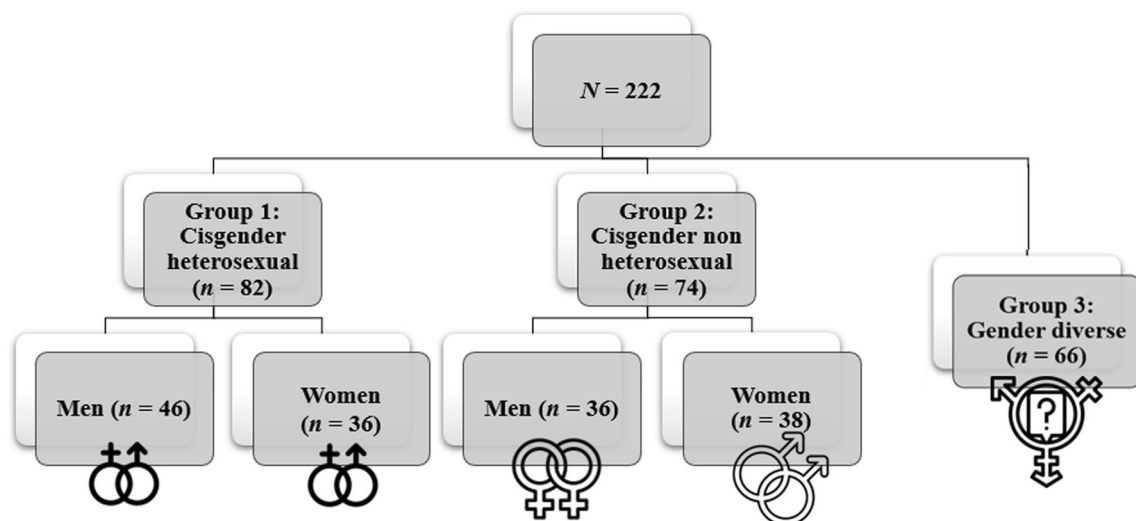 N = 222
Group 1:
Cisgender
heterosexual
(n = 82)
Group 2:
Cisgender non
heterosexual
(n = 74)
Group 3:
Gender diverse
(n = 66)
Men (n = 46)
Women
(n = 36)
Men (n = 36)
Women
(n = 38)
?